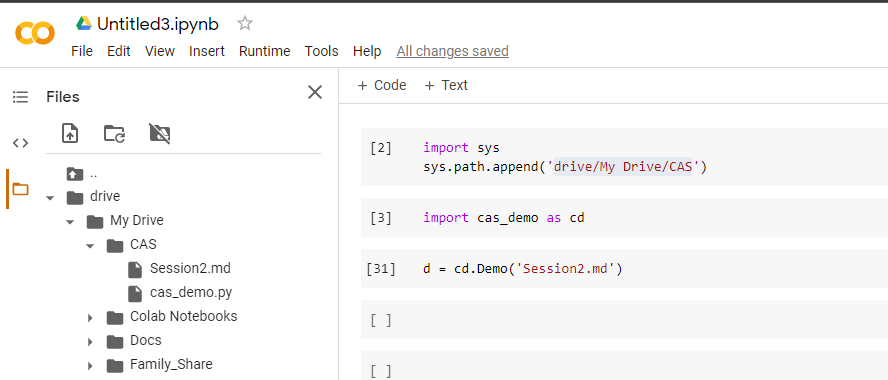 Untitled3.ipynb
File Edit View Insert Runtime Tools Help All changes saved
Files
+ Code + Text
..
drive
My Drive
CAS
Session2.md
cas_demo.py
Colab Notebooks
Docs
Family_Share
[2] import sys
sys.path.append('drive/My Drive/CAS')
[3] import cas_demo as cd
[31] d = cd.Demo('Session2.md')
[ ]
[ ]